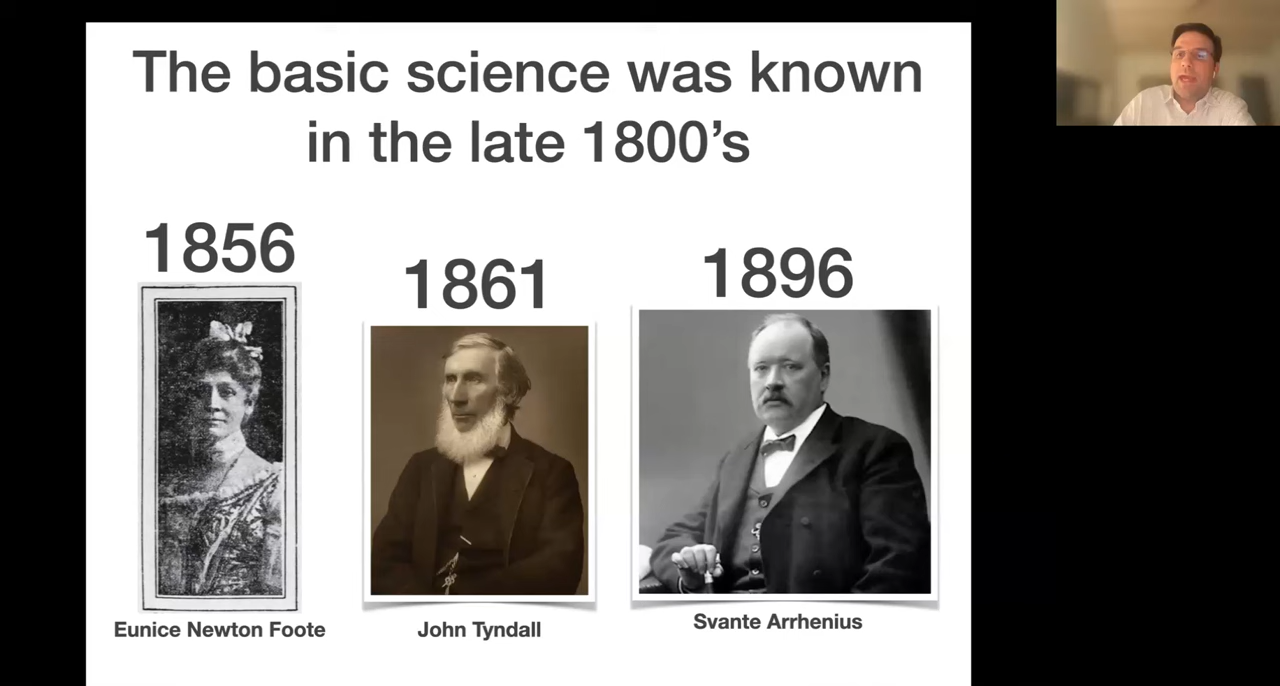 The basic science was known
in the late 1800’s
1856
1861
1896
Eunice Newton Foote
John Tyndall
Svante Arrhenius